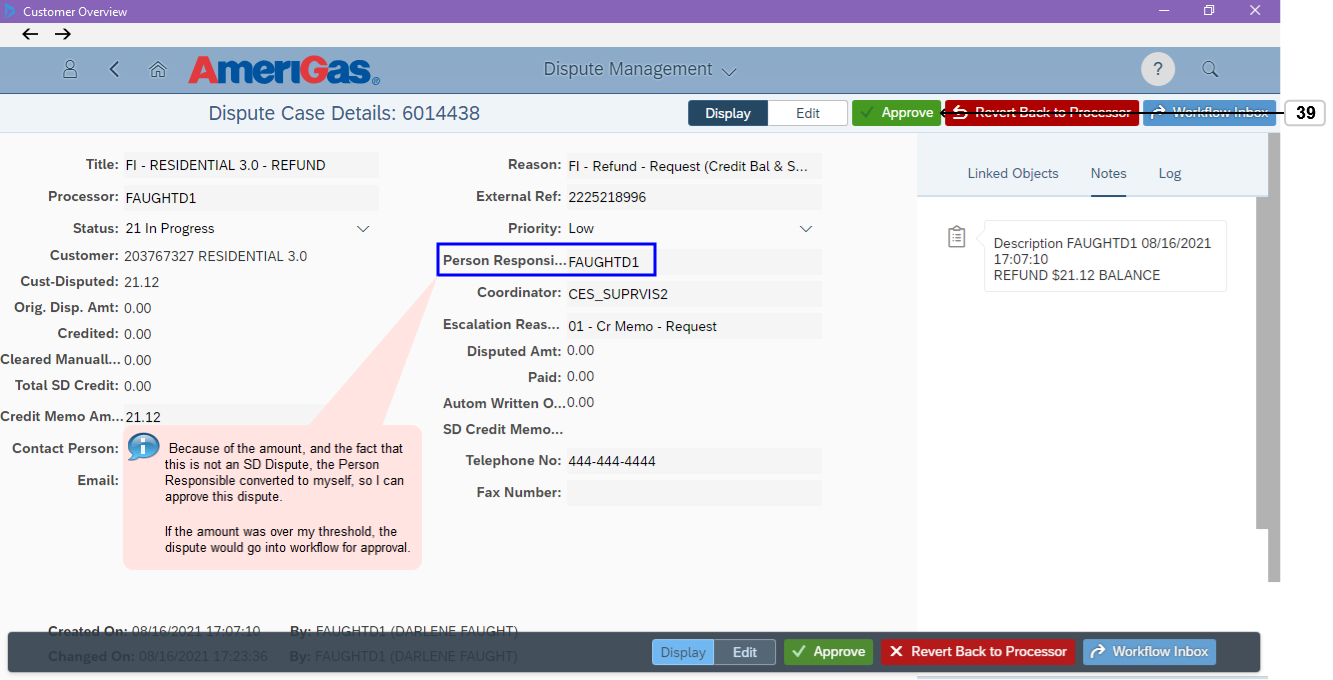 Customer Overview
AmeriGas®
Dispute Management
?
Dispute Case Details: 6014438
Display
Edit
Approve
Revert Back to Processor
Workflow Inbox
39
Title: FI - RESIDENTIAL 3.0 - REFUND
Processor: FAUGHTD1
Status: 21 In Progress
Customer: 203767327 RESIDENTIAL 3.0
Cust-Disputed: 21.12
Orig. Disp. Amt: 0.00
Credited: 0.00
Cleared Manuall... 0.00
Total SD Credit: 0.00
Credit Memo Am... 21.12
Contact Person:
Email:
Reason: FI - Refund - Request (Credit Bal & S...
External Ref: 2225218996
Priority: Low
Person Responsi... FAUGHTD1
Coordinator: CES_SUPRVIS2
Escalation Reas... 01 - Cr Memo - Request
Disputed Amt: 0.00
Paid: 0.00
Autom Written O... 0.00
SD Credit Memo...
Telephone No: 444-444-4444
Fax Number:
Because of the amount, and the fact that
this is not an SD Dispute, the Person
Responsible converted to myself, so I can
approve this dispute.
If the amount was over my threshold, the
dispute would go into workflow for approval.
Linked Objects
Notes
Log
Description FAUGHTD1 08/16/2021
17:07:10
REFUND $21.12 BALANCE
Created On: 08/16/2021 17:07:10 By: FAUGHTD1 (DARLENE FAUGHT)
Changed On: 08/16/2021 17:23:36 By: FAUGHTD1 (DARLENE FAUGHT)
Display
Edit
Approve
Revert Back to Processor
Workflow Inbox